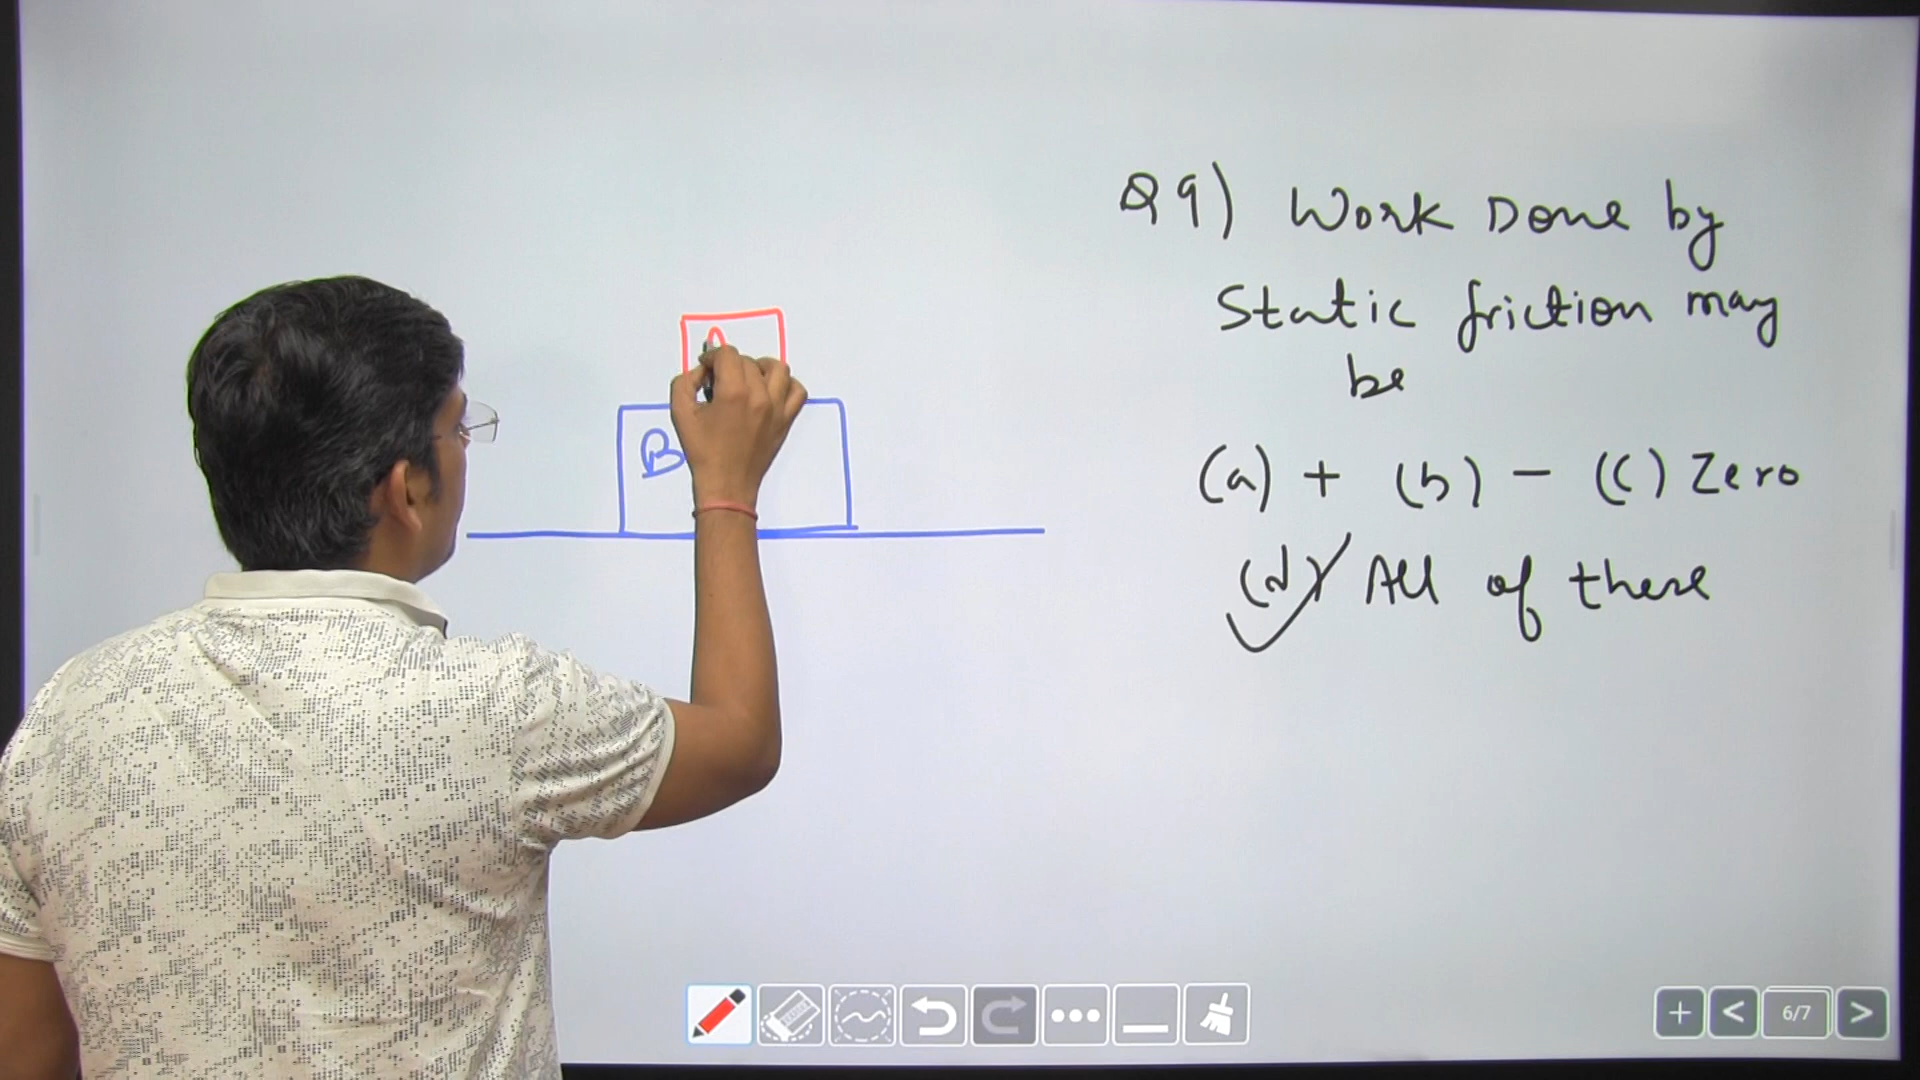 Q9) Work Done by
Static friction may
be
(a) + (b) - (c) Zero
(d) All of these
A
B
6/7